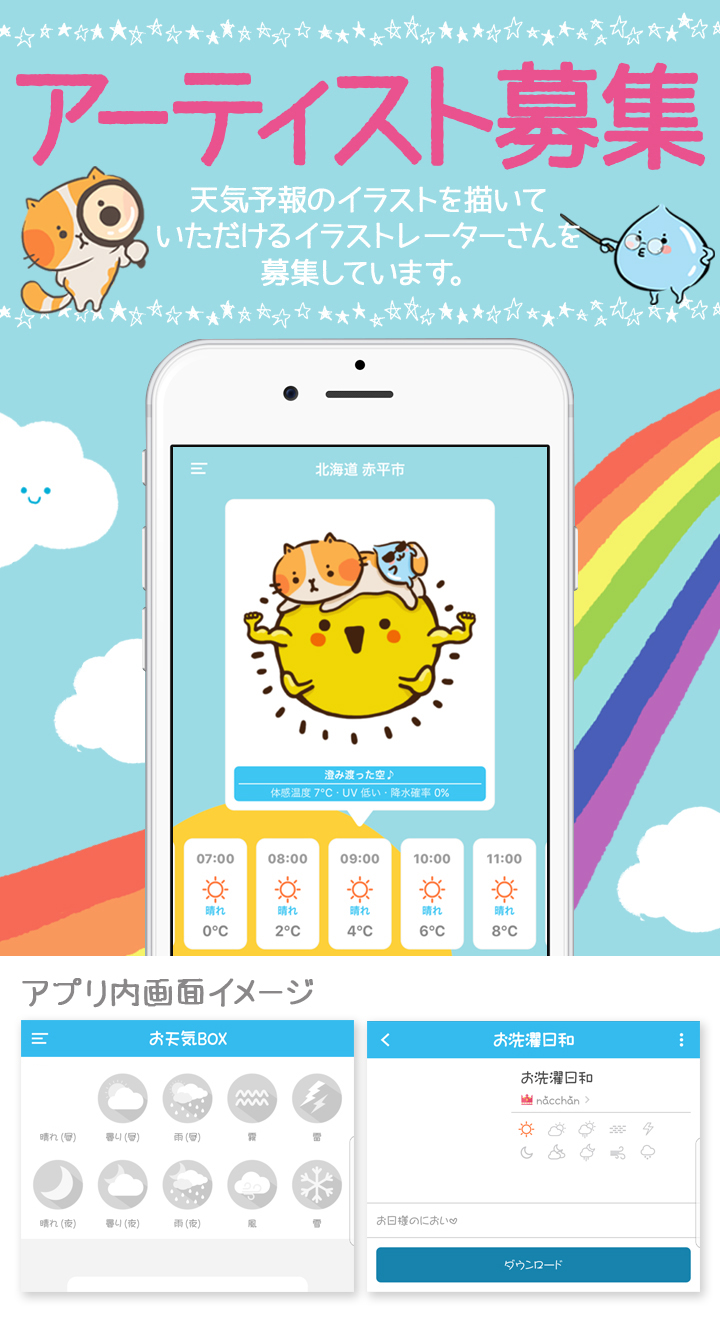 アーティスト募集
天気予報のイラストを描いて
いただけるイラストレーターさんを
募集しています。
北海道 赤平市
澄み渡った空♪
体感温度 7°C・UV 低い・降水確率 0%
07:00 08:00 09:00 10:00 11:00
晴れ 晴れ 晴れ 晴れ 晴れ
0°C 2°C 4°C 6°C 8°C
アプリ内画面イメージ
お天気BOX
晴れ (昼) 曇り (昼) 雨 (昼) 霧 雷
晴れ (夜) 曇り (夜) 雨 (夜) 風 雪
お洗濯日和
お洗濯日和
nacchan
お日様のにおい♡
ダウンロード